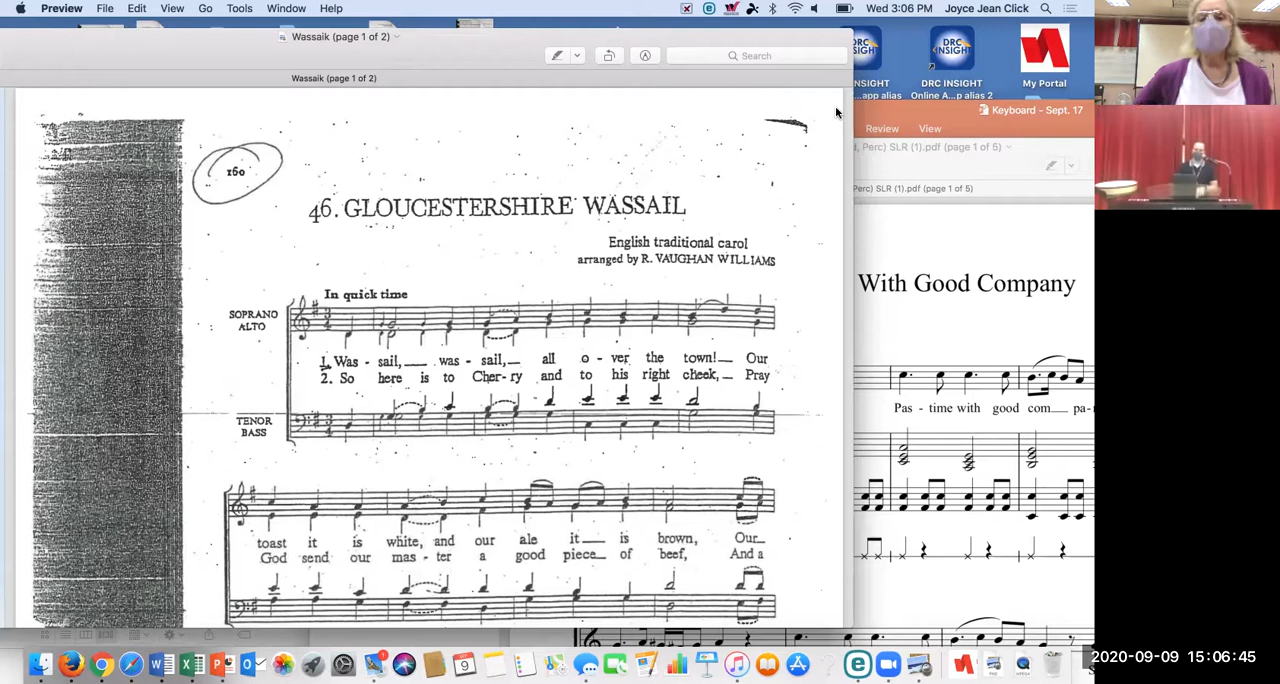 Preview File Edit View Go Tools Window Help
Wed 3:06 PM Joyce Jean Click
Wassaik (page 1 of 2)
Search
Wassaik (page 1 of 2)
INSIGHT
DRC INSIGHT
My Portal
app alias
Online A...p alias 2
DRC
INSIGHT
Keyboard - Sept. 17
Review View
d, Perc) SLR (1).pdf (page 1 of 5)
Perc) SLR (1).pdf (page 1 of 5)
160
46. GLOUCESTERSHIRE WASSAIL
English traditional carol
arranged by R. VAUGHAN WILLIAMS
In quick time
SOPRANO
ALTO
1. Was - sail, was - sail, all o - ver the town! Our
2. So here is to Cher - ry and to his right cheek, Pray
TENOR
BASS
toast it is white, and our ale it is brown, Our
God send our mas - ter a good piece of beef, And a
With Good Company
Pas - time with good com pa-
2020-09-09 15:06:45